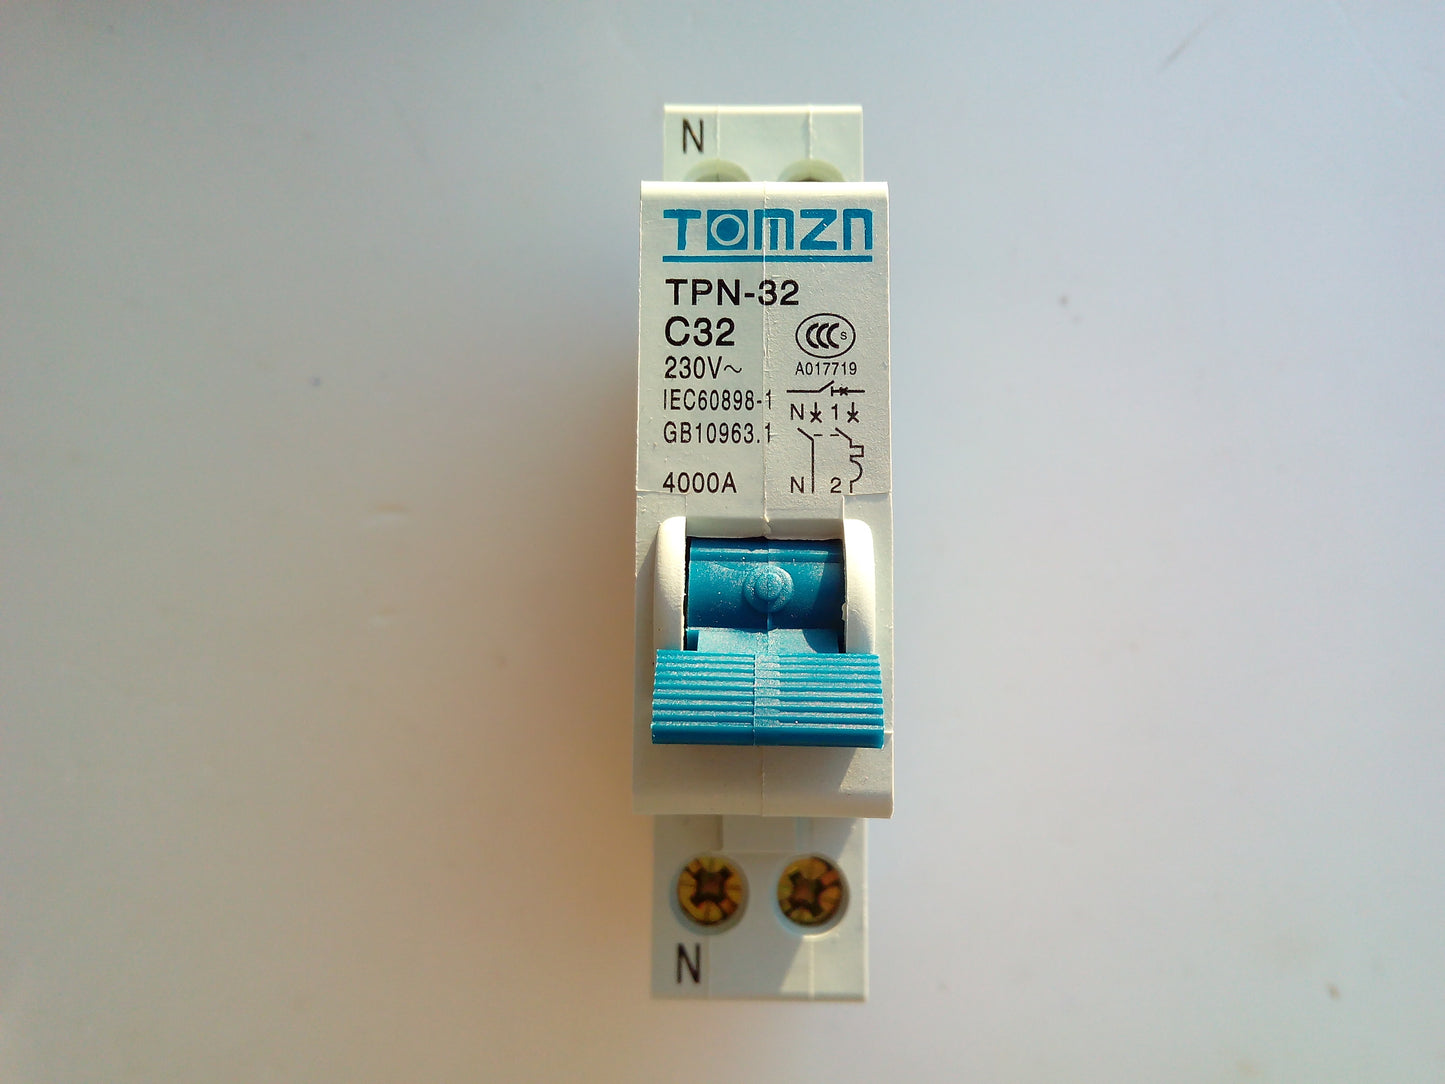 N
TOMZN
TPN-32
C32
CCC S
230V~
A017719
IEC60898-1
GB10963.1
N 1
4000A
N 2
N